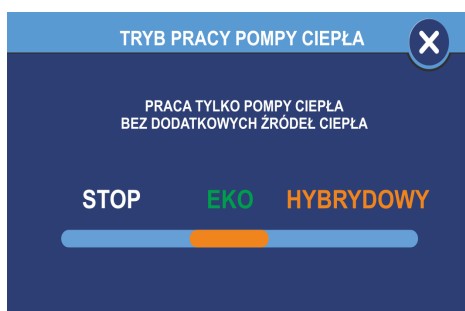 TRYB PRACY POMPY CIEPŁA
X
PRACA TYLKO POMPY CIEPŁA
BEZ DODATKOWYCH ŹRÓDEŁ CIEPŁA
STOP EKO HYBRYDOWY